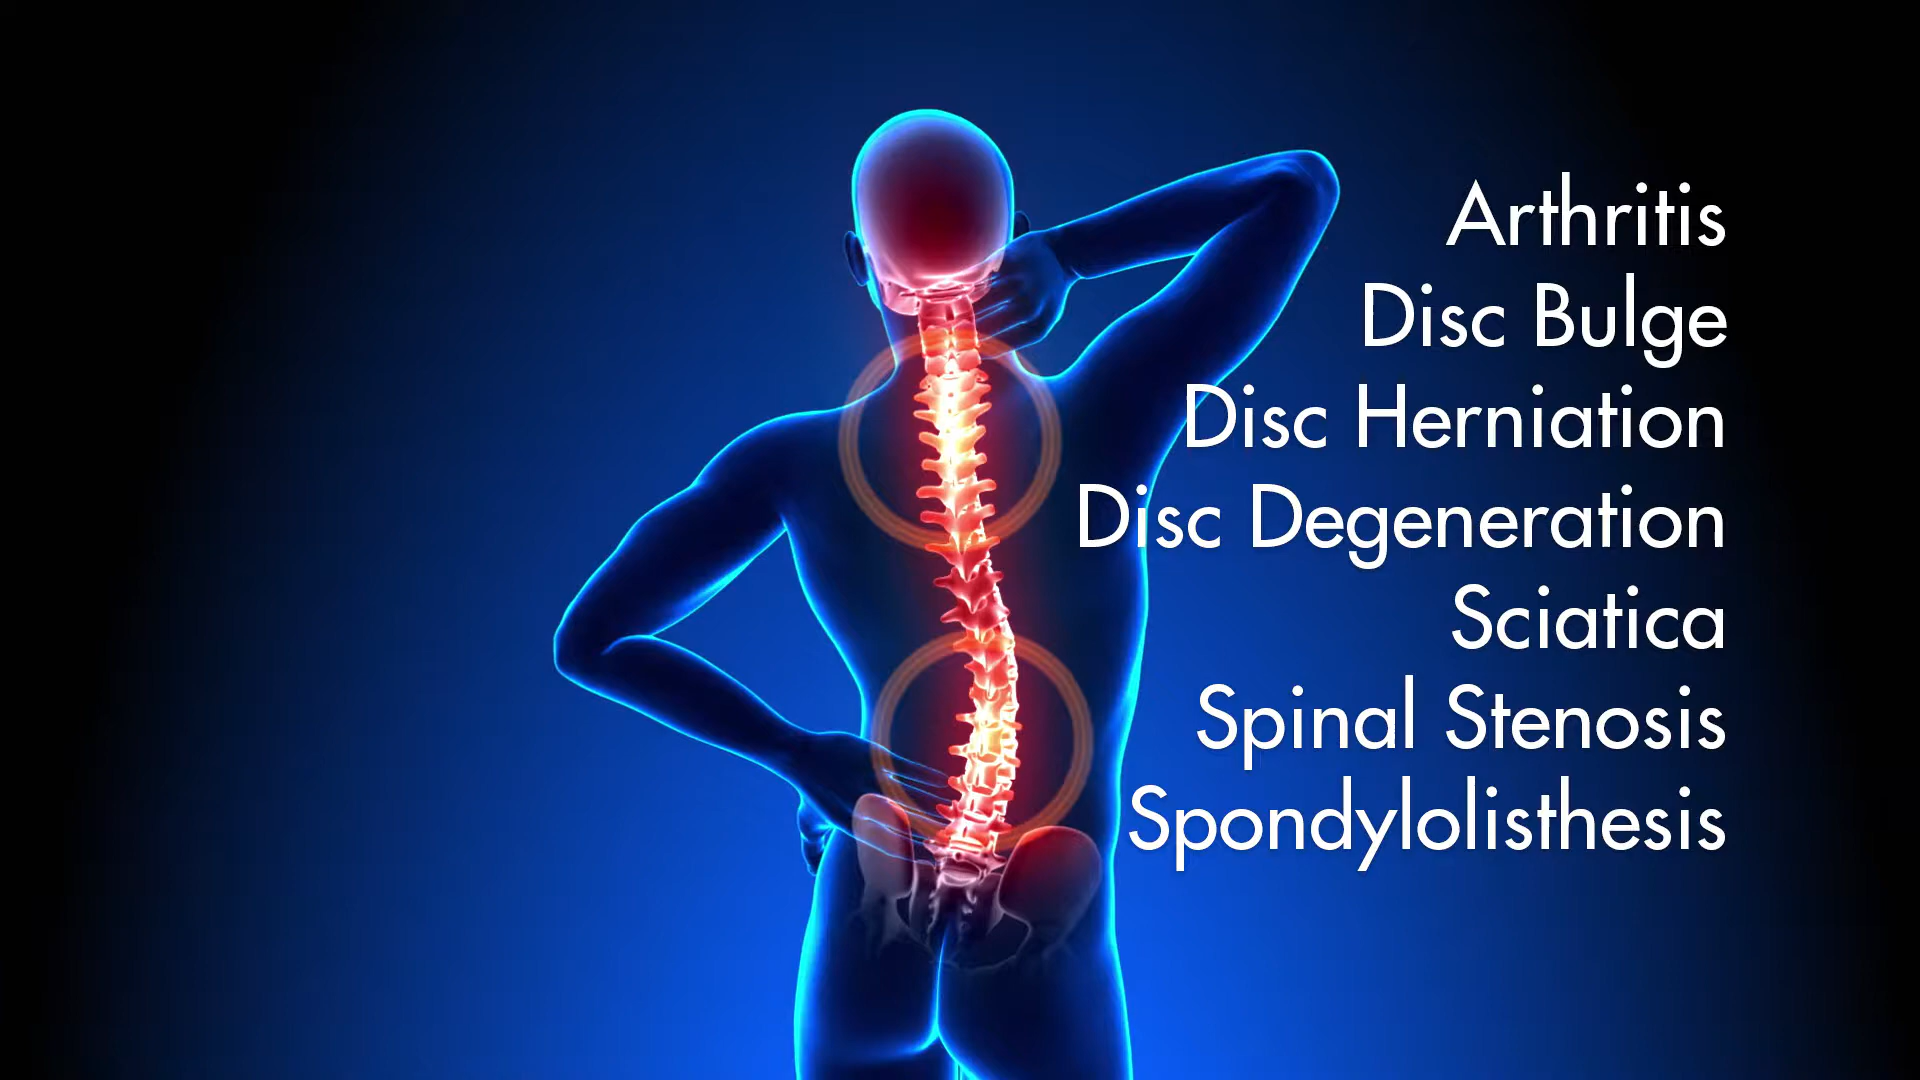 Arthritis
Disc Bulge
Disc Herniation
Disc Degeneration
Sciatica
Spinal Stenosis
Spondylolisthesis